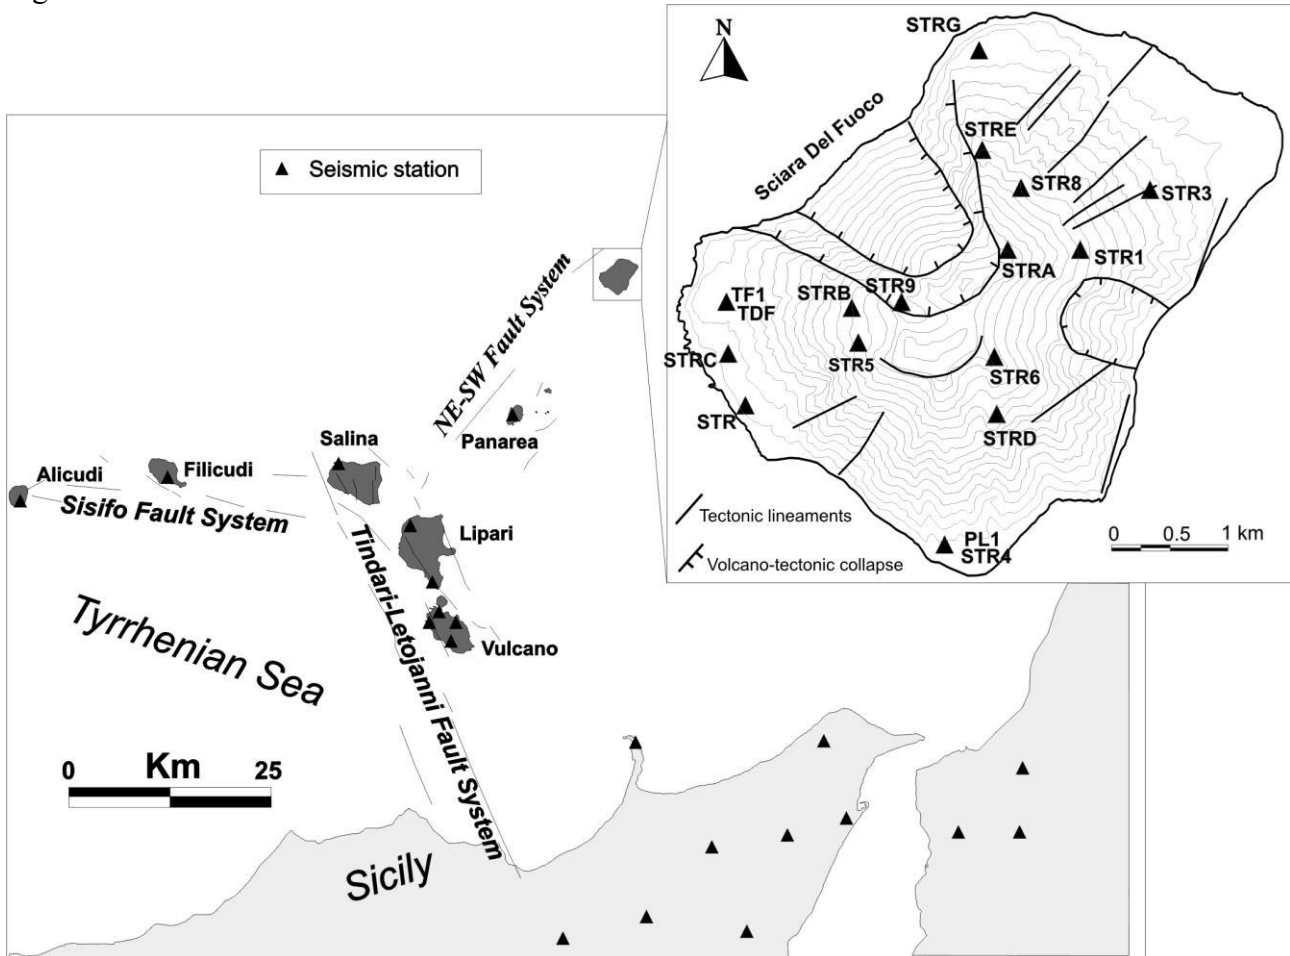 STRG
N
Sciara Del Fuoco
STRE
STR8
STR3
STRA
STR1
TF1
TDF
STRB
STR9
STRC
STR5
STR6
STR
STRD
PL1
STR4
Tectonic lineaments
Volcano-tectonic collapse
0 0.5 1 km
Seismic station
NE-SW Fault System
Panarea
Salina
Filicudi
Alicudi
Sisifo Fault System
Lipari
Tindari-Letojanni Fault System
Vulcano
Tyrrhenian Sea
0 Km 25
Sicily